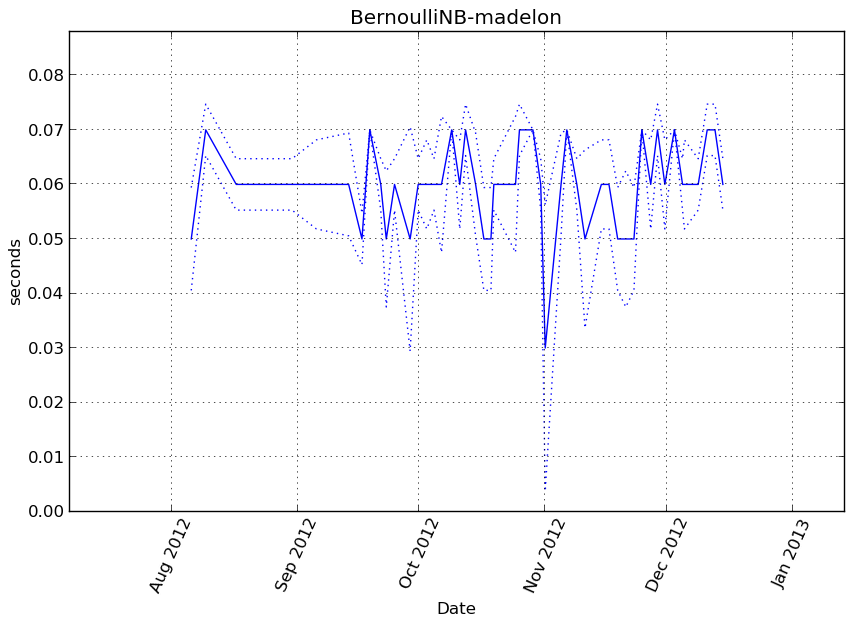 BernoulliNB-madelon
0.08
0.07
0.06
0.05
0.04
0.03
0.02
0.01
0.00
seconds
Aug 2012
Sep 2012
Oct 2012
Nov 2012
Dec 2012
Jan 2013
Date